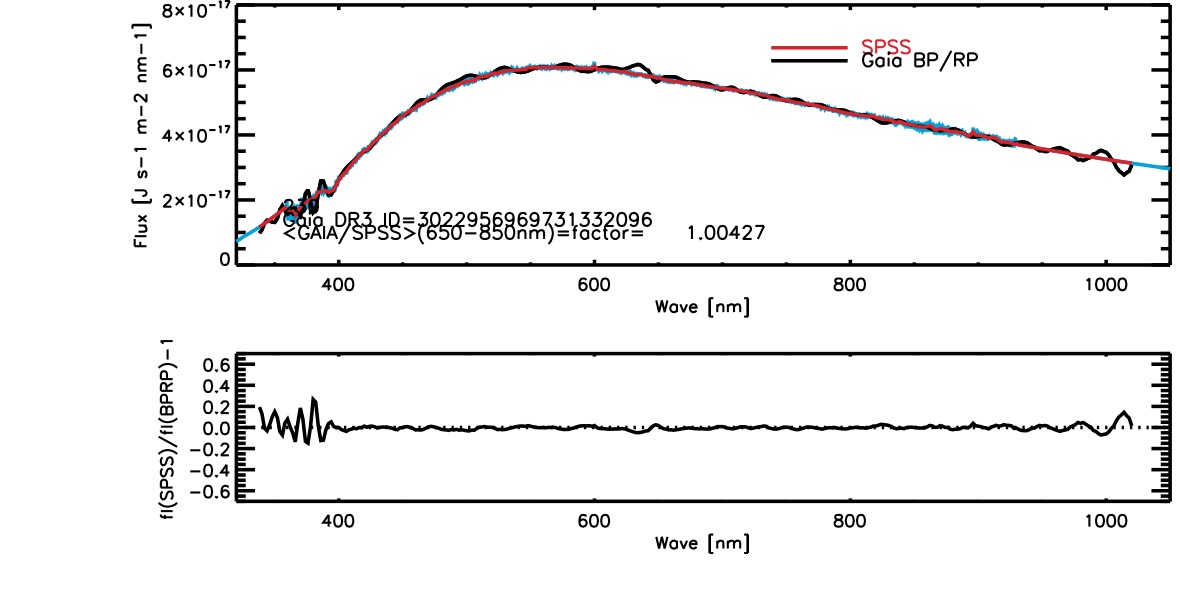 8×10−17
6×10−17
4×10−17
2×10−17
0
Flux [J s−1 m−2 nm−1]
SPSS
Gaia BP/RP
Gaia DR3 ID=3022956969731332096
<GAIA/SPSS>(650−850nm)=factor= 1.00427
400 600 800 1000
Wave [nm]
fl(SPSS)/fl(BPRP)−1
0.6
0.4
0.2
0.0
−0.2
−0.4
−0.6
400 600 800 1000
Wave [nm]